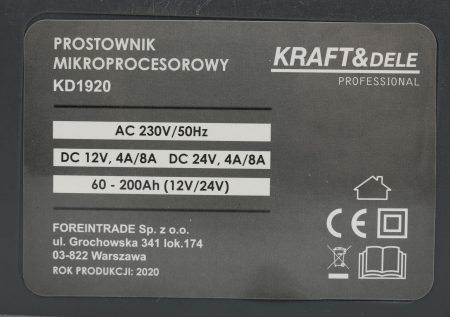 PROSTOWNIK
MIKROPROCESOROWY
KD1920
KRAFT&DELE
PROFESSIONAL
AC 230V/50Hz
DC 12V, 4A/8A DC 24V, 4A/8A
60 - 200Ah (12V/24V)
FOREINTRADE Sp. z o.o.
ul. Grochowska 341 lok.174
03-822 Warszawa
ROK PRODUKCJI: 2020
CE